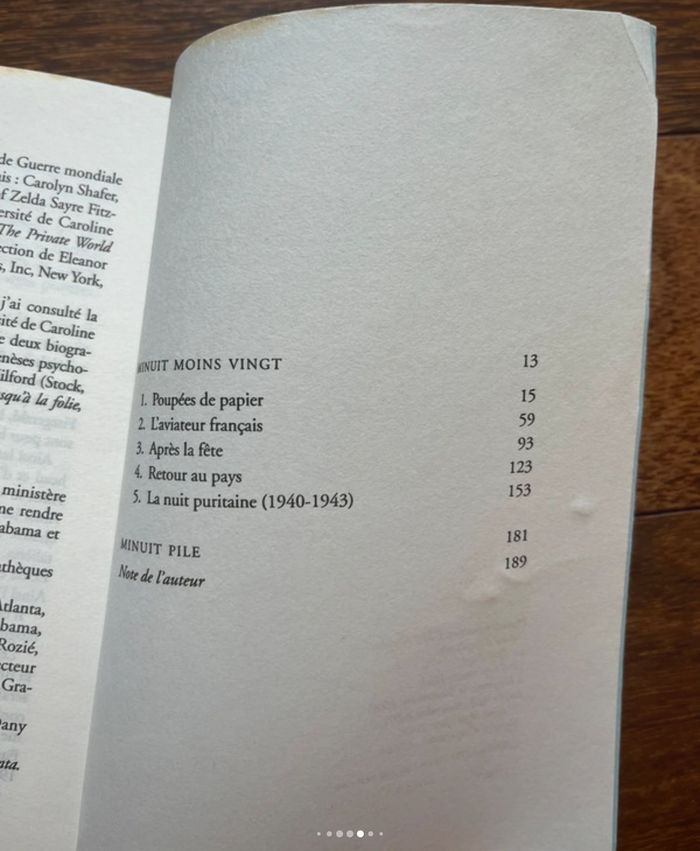 de Guerre mondiale
is : Carolyn Shafer,
f Zelda Sayre Fitz-
ersité de Caroline
The Private World
ction de Eleanor
s, Inc, New York,
j'ai consulté la
ité de Caroline
e deux biogra-
nèses psycho-
ilford (Stock,
squ'à la folie,
ministère
ne rendre
abama et
thèques
Atlanta,
bama,
Rozié,
cteur
Gra-
any
ata.
MINUIT MOINS VINGT 13
1. Poupées de papier 15
2. L'aviateur français 59
3. Après la fête 93
4. Retour au pays 123
5. La nuit puritaine (1940-1943) 153
MINUIT PILE 181
Note de l'auteur 189